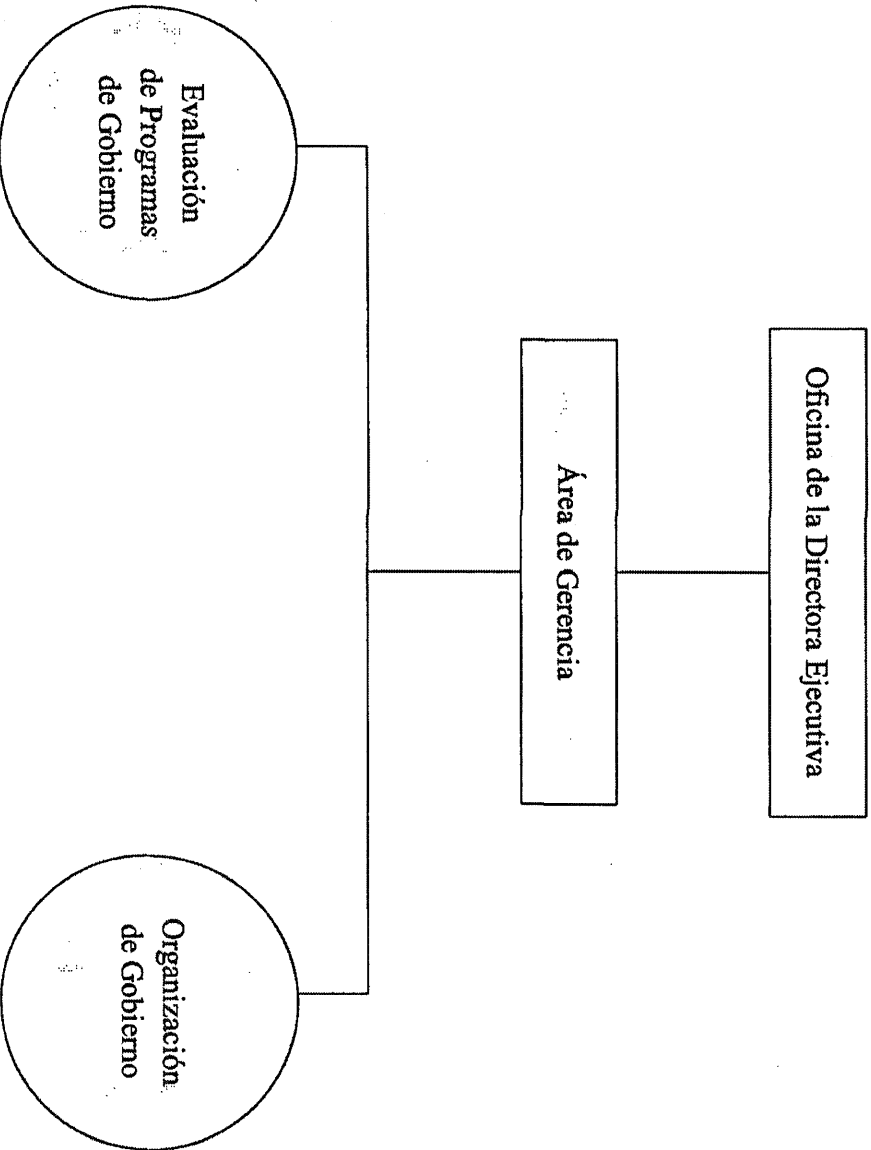 Oficina de la Directora Ejecutiva
Área de Gerencia
Evaluación
de Programas
de Gobierno
Organización
de Gobierno